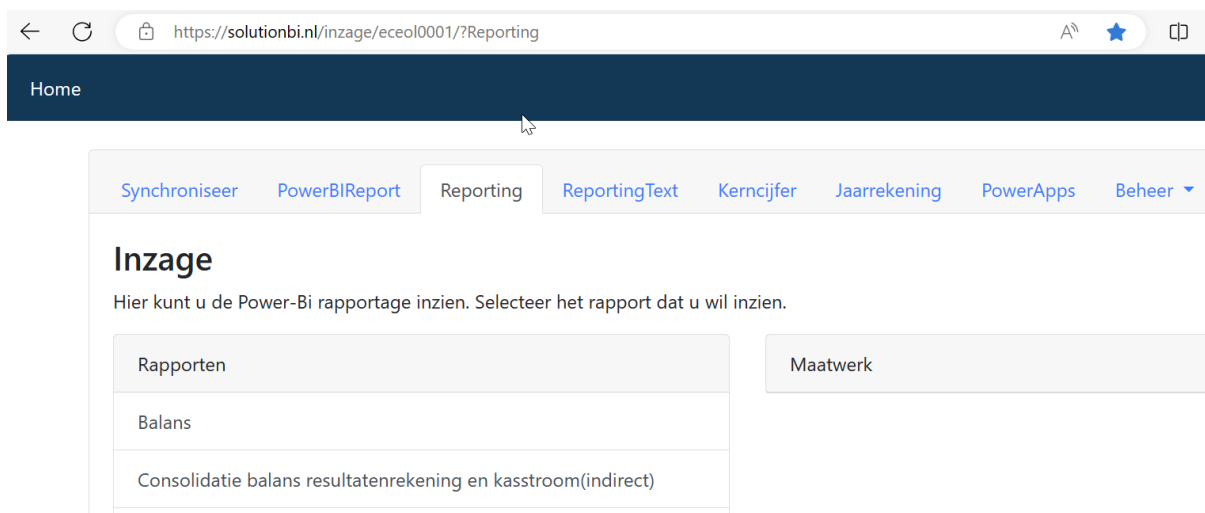 https://solutionbi.nl/inzage/eceol0001/?Reporting
Home
Synchroniseer PowerBIReport Reporting ReportingText Kerncijfer Jaarrekening PowerApps Beheer
Inzage
Hier kunt u de Power-Bi rapportage inzien. Selecteer het rapport dat u wil inzien.
Rapporten
Maatwerk
Balans
Consolidatie balans resultatenrekening en kasstroom(indirect)